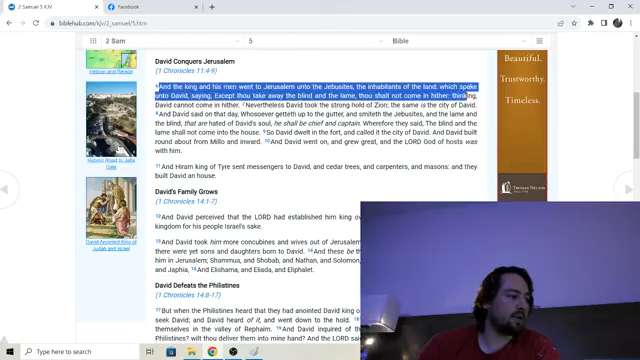 2 Samuel 5 KJV
Facebook
biblehub.com/kjv/2_samuel/5.htm
2 Sam
5
Bible
David Conquers Jerusalem
(1 Chronicles 11:4-9)
6And the king and his men went to Jerusalem unto the Jebusites, the inhabitants of the land: which spoke
unto David, saying, Except thou take away the blind and the lame, thou shalt not come in hither: thinking,
David cannot come in hither. 7Nevertheless David took the strong hold of Zion: the same is the city of David.
8And David said on that day, Whosoever getteth up to the gutter, and smiteth the Jebusites, and the lame and
the blind, that are hated of David's soul, he shall be chief and captain. Wherefore they said, The blind and the
lame shall not come into the house. 9So David dwelt in the fort, and called it the city of David. And David built
round about from Millo and inward. 10And David went on, and grew great, and the LORD God of hosts was
with him.
11And Hiram king of Tyre sent messengers to David, and cedar trees, and carpenters, and masons: and they
built David an house.
David's Family Grows
(1 Chronicles 14:1-7)
12And David perceived that the LORD had established him king ov
kingdom for his people Israel's sake.
13And David took him more concubines and wives out of Jerusalem
there were yet sons and daughters born to David. 14And these be th
him in Jerusalem; Shammua, and Shobab, and Nathan, and Solomon,
and Japhia, 16And Elishama, and Eliada, and Eliphalet.
David Defeats the Philistines
(1 Chronicles 14:8-17)
17But when the Philistines heard that they had anointed David king o
seek David; and David heard of it, and went down to the hold. 18
themselves in the valley of Rephaim. 19And David inquired of th
Philistines? wilt thou deliver them into mine hand? And the LORD sai
Hebron and Region
Hebron Road to Jaffa
Gate
David Anointed King of
Judah and Israel
Beautiful.
Trustworthy.
Timeless.
THOMAS NELSON
Type here to search